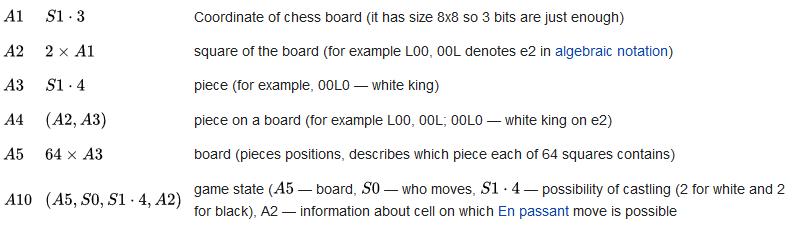 A1 S1 · 3 Coordinate of chess board (it has size 8x8 so 3 bits are just enough)
A2 2 × A1 square of the board (for example L00, 00L denotes e2 in algebraic notation)
A3 S1 · 4 piece (for example, 00L0 — white king)
A4 (A2, A3) piece on a board (for example L00, 00L; 00L0 — white king on e2)
A5 64 × A3 board (pieces positions, describes which piece each of 64 squares contains)
A10 (A5, S0, S1 · 4, A2) game state (A5 — board, S0 — who moves, S1 · 4 — possibility of castling (2 for white and 2
for black), A2 — information about cell on which En passant move is possible